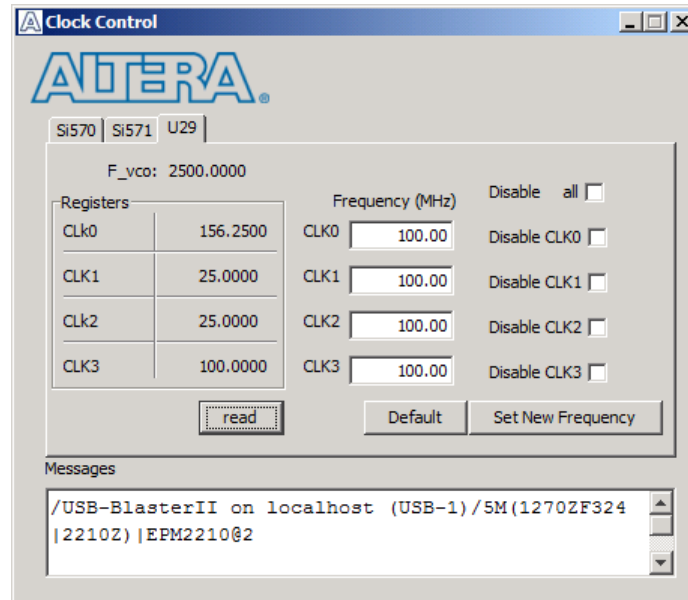 Clock Control
ALTERA®
Si570 Si571 U29
F_vco: 2500.0000
Registers Frequency (MHz) Disable all
CLk0 156.2500 CLK0 100.00 Disable CLK0
CLK1 25.0000 CLK1 100.00 Disable CLK1
CLk2 25.0000 CLK2 100.00 Disable CLK2
CLK3 100.0000 CLK3 100.00 Disable CLK3
read Default Set New Frequency
Messages
/USB-BlasterII on localhost (USB-1)/5M(1270ZF324
|2210Z)|EPM2210@2